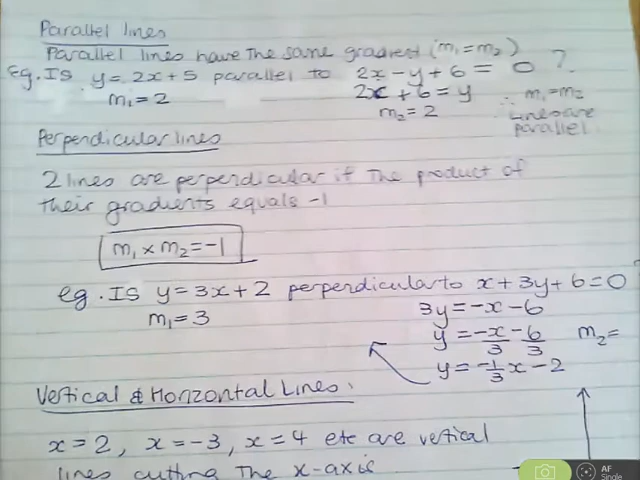 Parallel lines
Parallel lines have the same gradient (m₁=m₂)
eg. Is y=2x+5 parallel to 2x-y+6=0 ?
m₁=2
2x+6=y
m₂=2
∴ m₁=m₂
Lines are
parallel
Perpendicular lines
2 lines are perpendicular if the product of
their gradients equals -1
m₁ x m₂ = -1
eg. Is y=3x+2 perpendicular to x+3y+6=0
m₁=3
3y=-x-6
y=-x/3 -6/3
m₂=
y=-1/3x-2
Vertical & Horizontal Lines.
x=2, x=-3, x=4 etc are vertical
lines cutting the x-axis
AF
Single